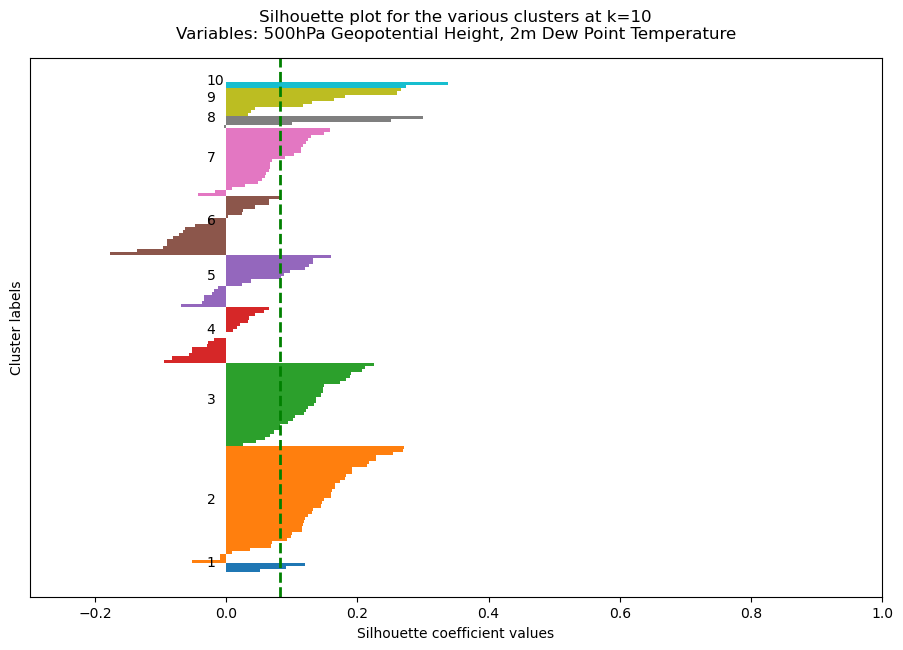 Silhouette plot for the various clusters at k=10
Variables: 500hPa Geopotential Height, 2m Dew Point Temperature
10
9
8
7
6
5
4
3
2
1
Cluster labels
−0.2 0.0 0.2 0.4 0.6 0.8 1.0
Silhouette coefficient values